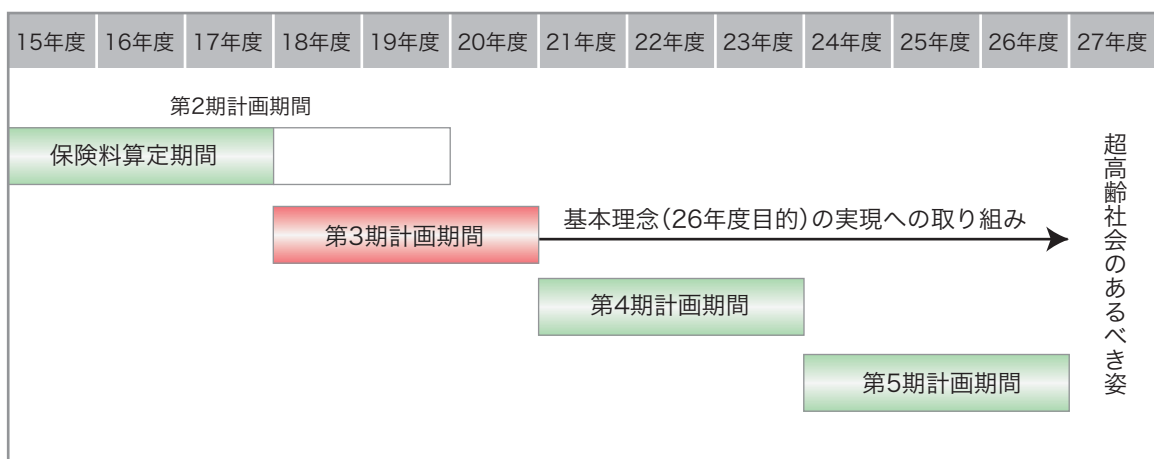 15年度 16年度 17年度 18年度 19年度 20年度 21年度 22年度 23年度 24年度 25年度 26年度 27年度
第2期計画期間
保険料算定期間
第3期計画期間
基本理念(26年度目的)の実現への取り組み
第4期計画期間
第5期計画期間
超高齢社会のあるべき姿